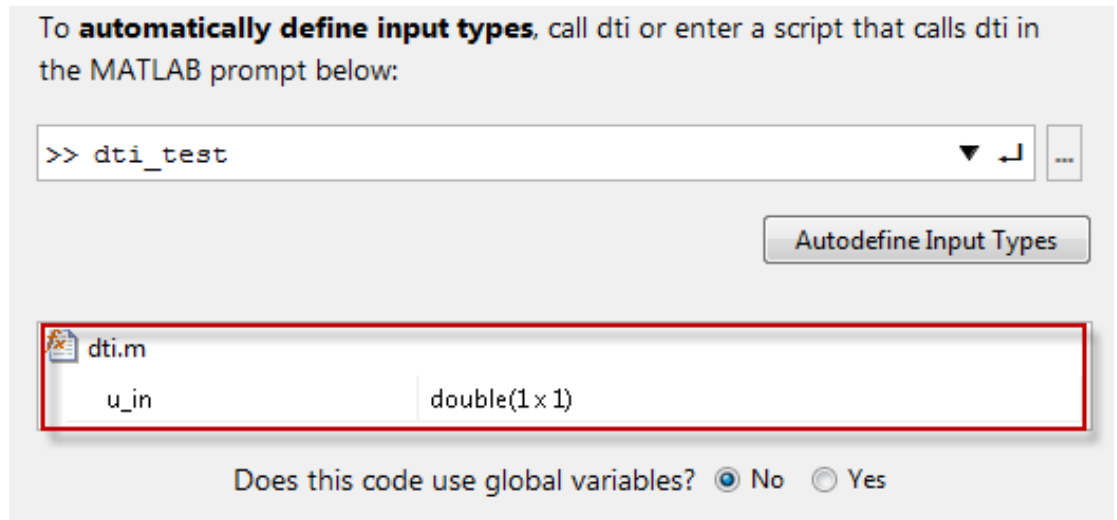 To automatically define input types, call dti or enter a script that calls dti in
the MATLAB prompt below:
>> dti_test
...
Autodefine Input Types
dti.m
u_in double(1 x 1)
Does this code use global variables? No Yes